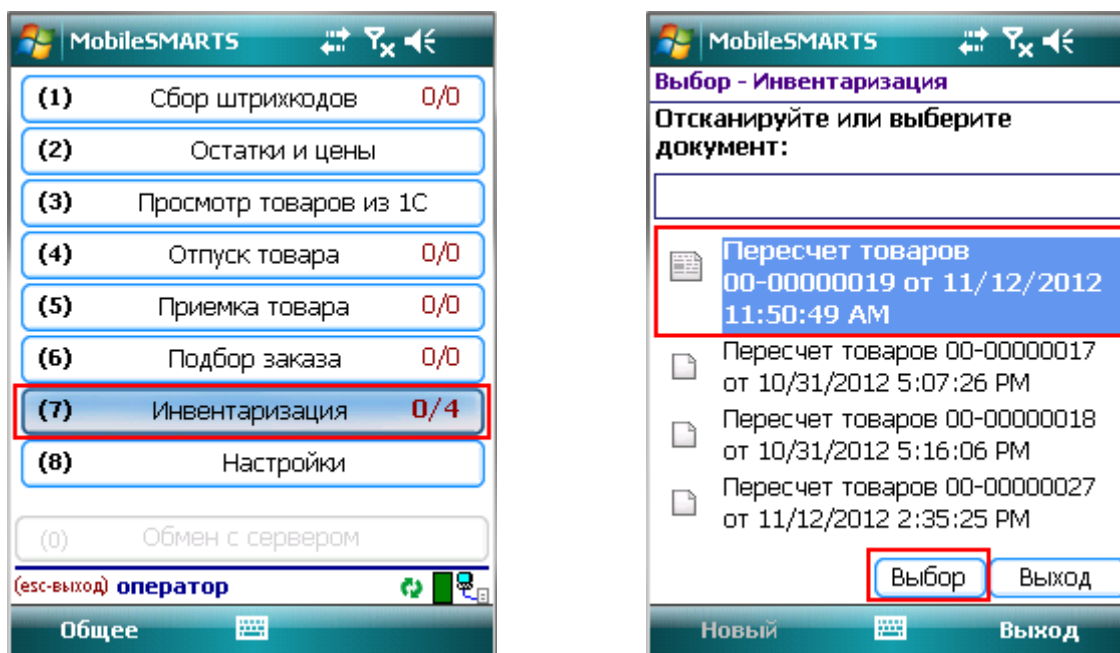 MobileSMARTS
(1) Сбор штрихкодов 0/0
(2) Остатки и цены
(3) Просмотр товаров из 1С
(4) Отпуск товара 0/0
(5) Приемка товара 0/0
(6) Подбор заказа 0/0
(7) Инвентаризация 0/4
(8) Настройки
(0) Обмен с сервером
(esc-выход) оператор
Общее
MobileSMARTS
Выбор - Инвентаризация
Отсканируйте или выберите
документ:
Пересчет товаров
00-00000019 от 11/12/2012
11:50:49 AM
Пересчет товаров 00-00000017
от 10/31/2012 5:07:26 PM
Пересчет товаров 00-00000018
от 10/31/2012 5:16:06 PM
Пересчет товаров 00-00000027
от 11/12/2012 2:35:25 PM
Выбор Выход
Новый Выход